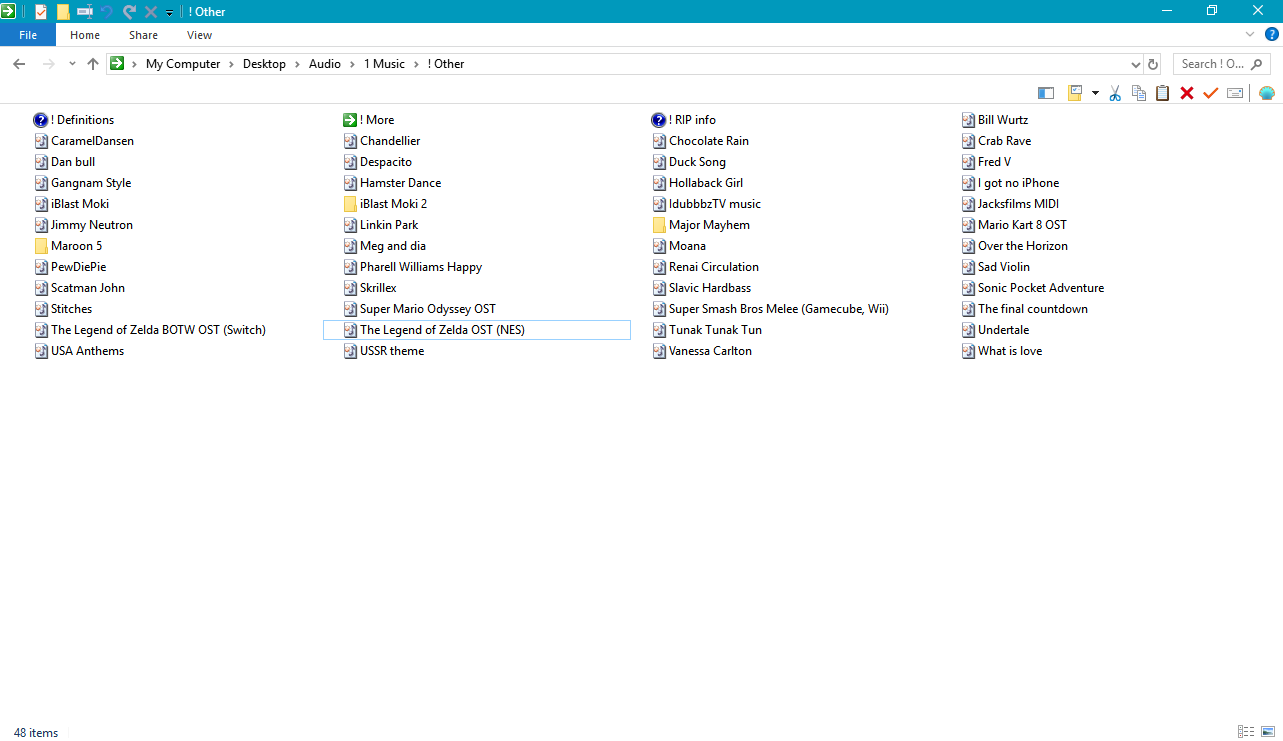 ! Other
File Home Share View
My Computer Desktop Audio 1 Music ! Other Search ! O...
! Definitions ! More ! RIP info Bill Wurtz
CaramelDansen Chandellier Chocolate Rain Crab Rave
Dan bull Despacito Duck Song Fred V
Gangnam Style Hamster Dance Hollaback Girl I got no iPhone
iBlast Moki iBlast Moki 2 IdubbbzTV music Jacksfilms MIDI
Jimmy Neutron Linkin Park Major Mayhem Mario Kart 8 OST
Maroon 5 Meg and dia Moana Over the Horizon
PewDiePie Pharell Williams Happy Renai Circulation Sad Violin
Scatman John Skrillex Slavic Hardbass Sonic Pocket Adventure
Stitches Super Mario Odyssey OST Super Smash Bros Melee (Gamecube, Wii) The final countdown
The Legend of Zelda BOTW OST (Switch) The Legend of Zelda OST (NES) Tunak Tunak Tun Undertale
USA Anthems USSR theme Vanessa Carlton What is love
48 items